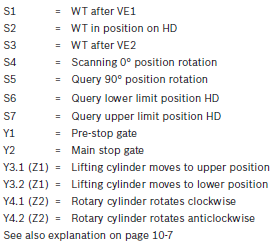 S1 = WT after VE1
S2 = WT in position on HD
S3 = WT after VE2
S4 = Scanning 0° position rotation
S5 = Query 90° position rotation
S6 = Query lower limit position HD
S7 = Query upper limit position HD
Y1 = Pre-stop gate
Y2 = Main stop gate
Y3.1 (Z1) = Lifting cylinder moves to upper position
Y3.2 (Z1) = Lifting cylinder moves to lower position
Y4.1 (Z2) = Rotary cylinder rotates clockwise
Y4.2 (Z2) = Rotary cylinder rotates anticlockwise
See also explanation on page 10-7